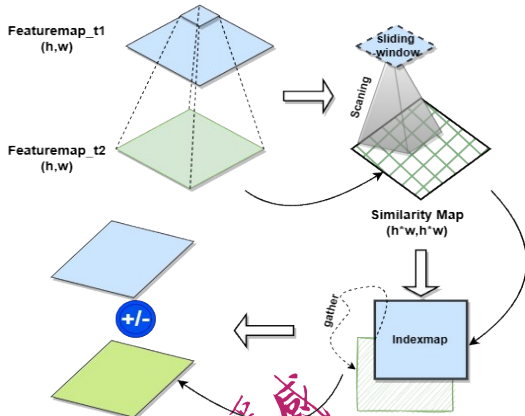 Featuremap_t1
(h,w)
sliding
window
Scaning
Featuremap_t2
(h,w)
Similarity Map
(h*w,h*w)
+/-
gather
Indexmap